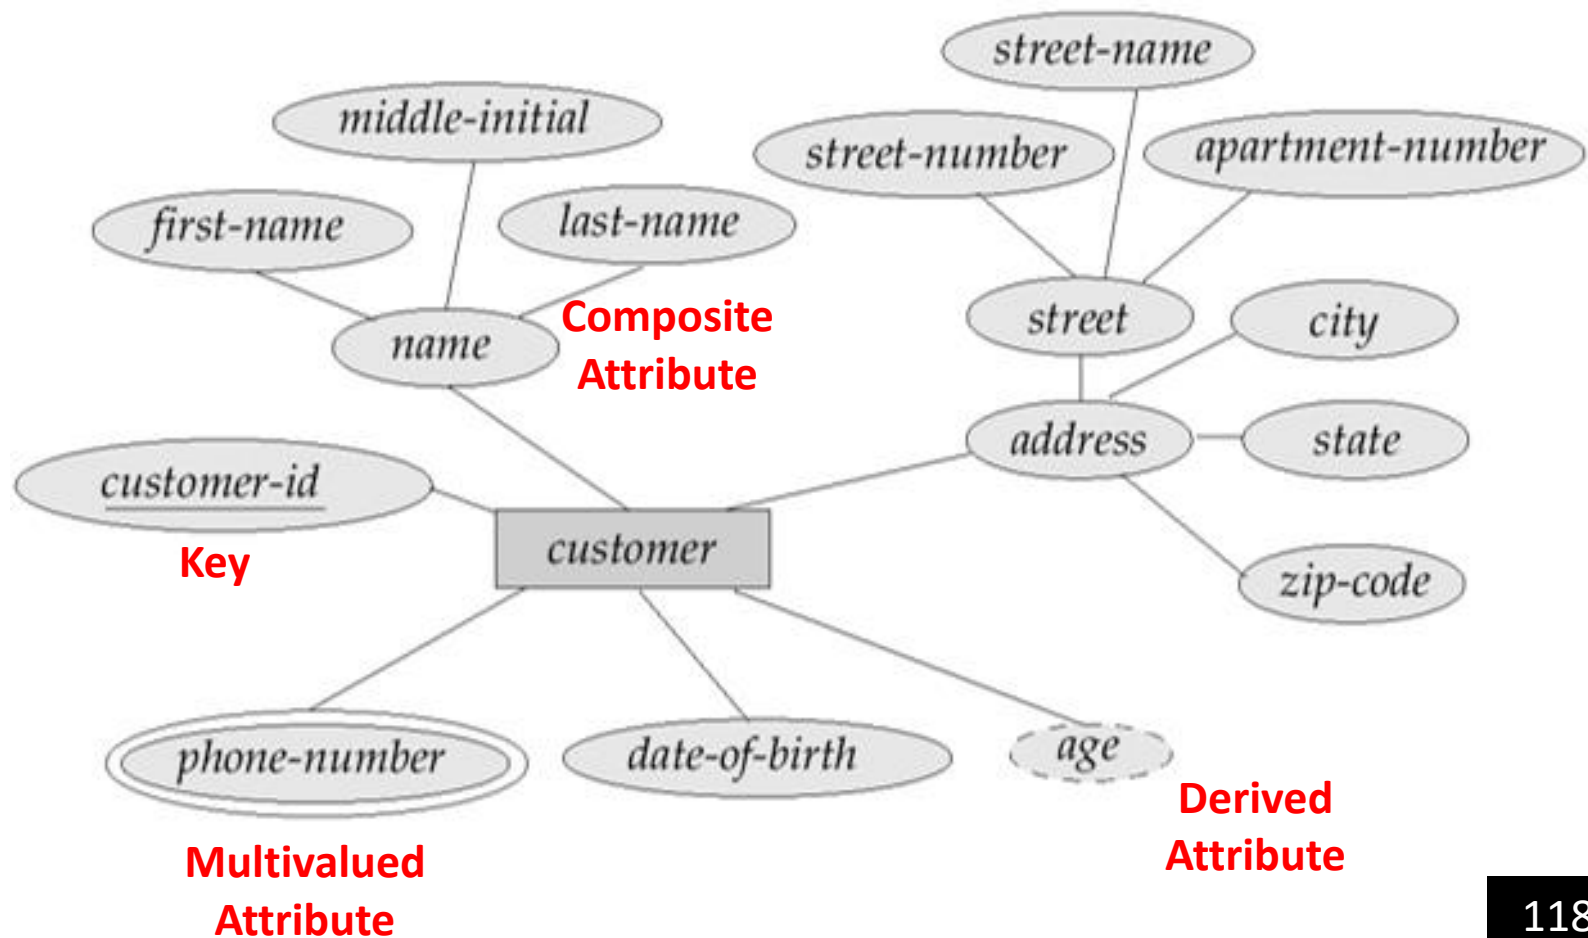 street-name
middle-initial
street-number
apartment-number
first-name
last-name
name
Composite
Attribute
street
city
address
state
customer-id
Key
customer
zip-code
phone-number
date-of-birth
age
Multivalued
Attribute
Derived
Attribute
118